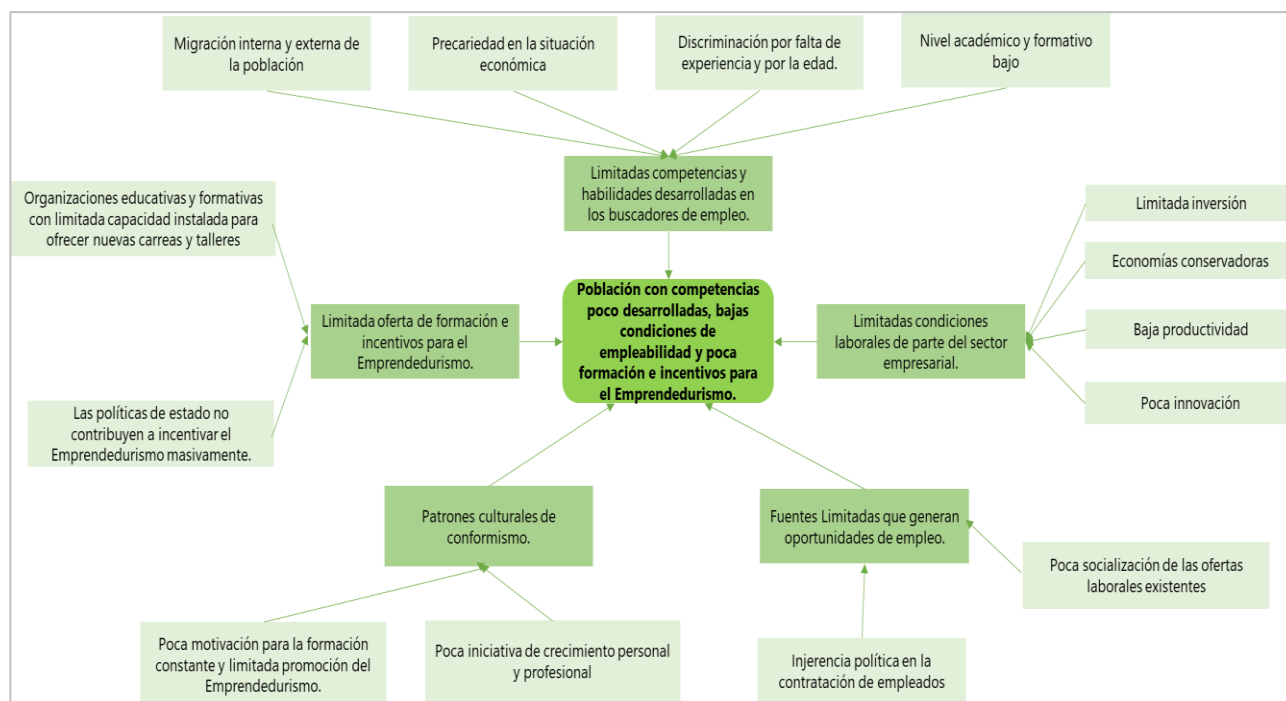 Migración interna y externa de
la población
Precariedad en la situación
económica
Discriminación por falta de
experiencia y por la edad.
Nivel académico y formativo
bajo
Limitadas competencias y
habilidades desarrolladas en
los buscadores de empleo.
Organizaciones educativas y formativas
con limitada capacidad instalada para
ofrecer nuevas carreas y talleres
Limitada inversión
Economías conservadoras
Baja productividad
Poca innovación
Limitada oferta de formación e
incentivos para el
Emprendedurismo.
Población con competencias
poco desarrolladas, bajas
condiciones de
empleabilidad y poca
formación e incentivos para
el Emprendedurismo.
Limitadas condiciones
laborales de parte del sector
empresarial.
Las políticas de estado no
contribuyen a incentivar el
Emprendedurismo masivamente.
Patrones culturales de
conformismo.
Fuentes Limitadas que generan
oportunidades de empleo.
Poca socialización de las ofertas
laborales existentes
Poca motivación para la formación
constante y limitada promoción del
Emprendedurismo.
Poca iniciativa de crecimiento personal
y profesional
Injerencia política en la
contratación de empleados